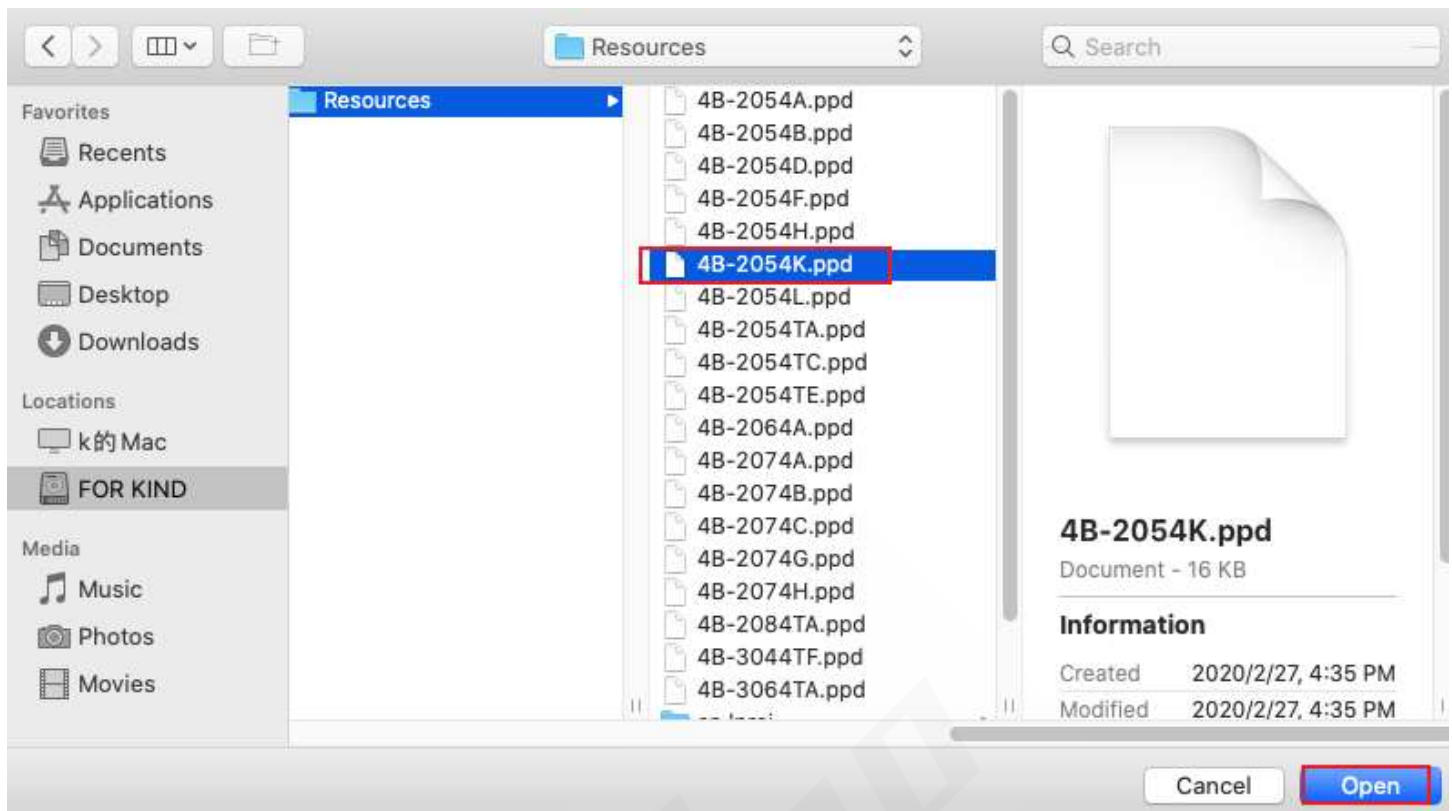 Resources
Search
Favorites
Recents
Applications
Documents
Desktop
Downloads
Locations
k的 Mac
FOR KIND
Media
Music
Photos
Movies
Resources
4B-2054A.ppd
4B-2054B.ppd
4B-2054D.ppd
4B-2054F.ppd
4B-2054H.ppd
4B-2054K.ppd
4B-2054L.ppd
4B-2054TA.ppd
4B-2054TC.ppd
4B-2054TE.ppd
4B-2064A.ppd
4B-2074A.ppd
4B-2074B.ppd
4B-2074C.ppd
4B-2074G.ppd
4B-2074H.ppd
4B-2084TA.ppd
4B-3044TF.ppd
4B-3064TA.ppd
4B-2054K.ppd
Document - 16 KB
Information
Created 2020/2/27, 4:35 PM
Modified 2020/2/27, 4:35 PM
Cancel
Open